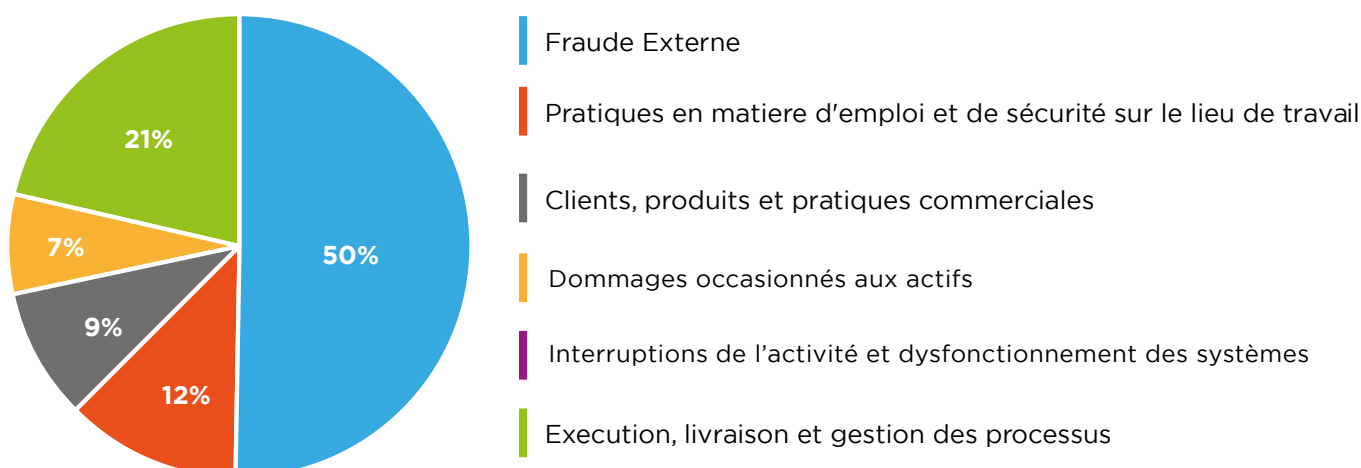 Fraude Externe
Pratiques en matiere d'emploi et de sécurité sur le lieu de travail
21%
Clients, produits et pratiques commerciales
7%
50%
Dommages occasionnés aux actifs
9%
Interruptions de l’activité et dysfonctionnement des systèmes
12%
Execution, livraison et gestion des processus